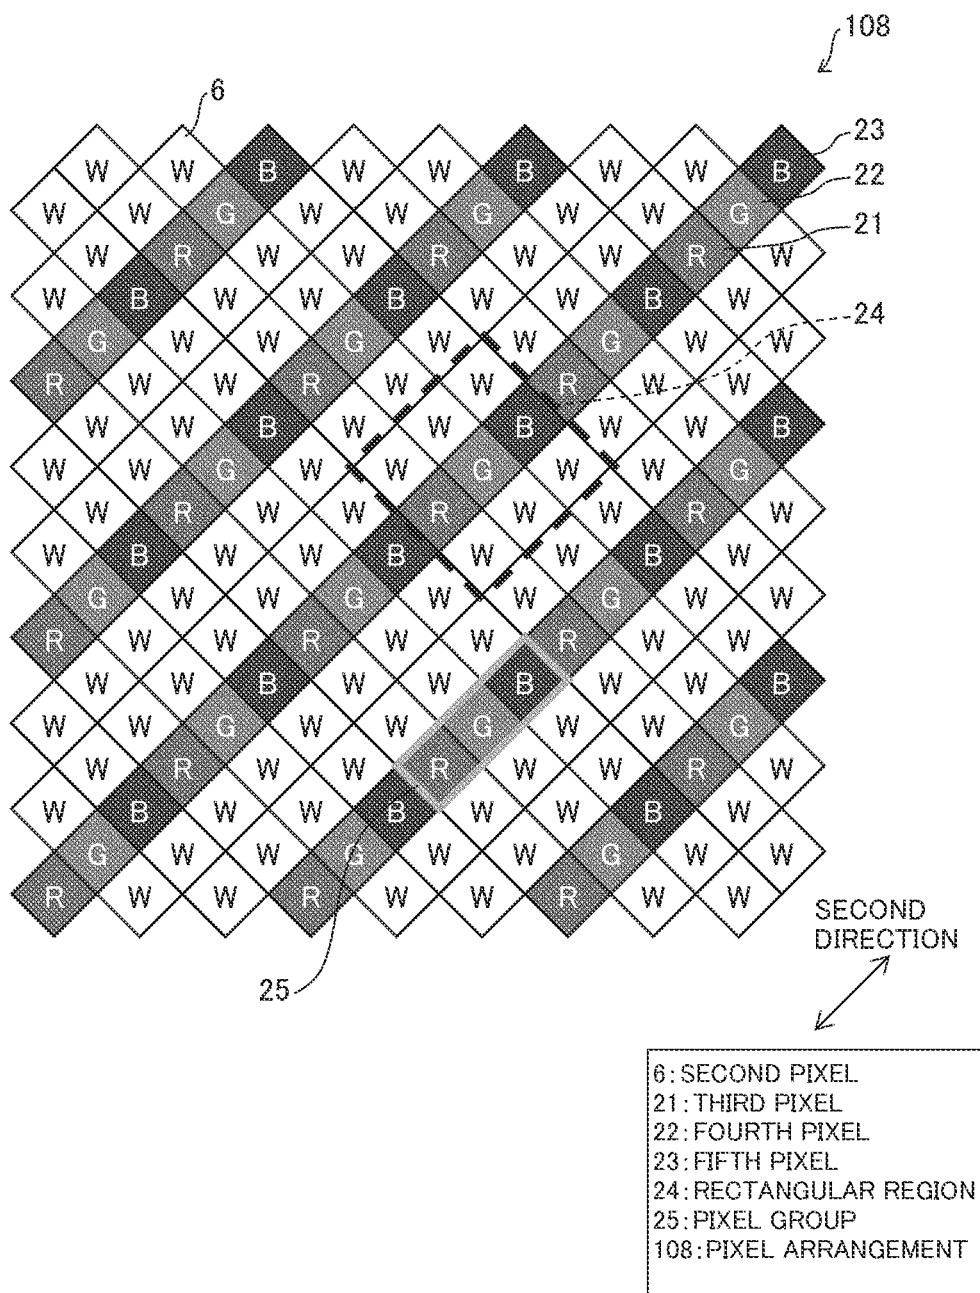 108
6
W W B W W B W W B 23
W W G W W G W W G 22
W R W W R W W R W 21
W B W W B W W B W 24
G W W G W W G W W
R W W R W W R W W
W W B W W B W W B
W W G W W G W W G
W R W W R W W R W
W B W W B W W B W
G W W G W W G W W
R W W R W W R W W
W W B W W B W W B
W W G W W G W W G
W R W W R W W R W
W B W W B W W B W
G W W G W W G W W
R W W R W W R W W
25
SECOND
DIRECTION
6:SECOND PIXEL
21:THIRD PIXEL
22:FOURTH PIXEL
23:FIFTH PIXEL
24:RECTANGULAR REGION
25:PIXEL GROUP
108:PIXEL ARRANGEMENT